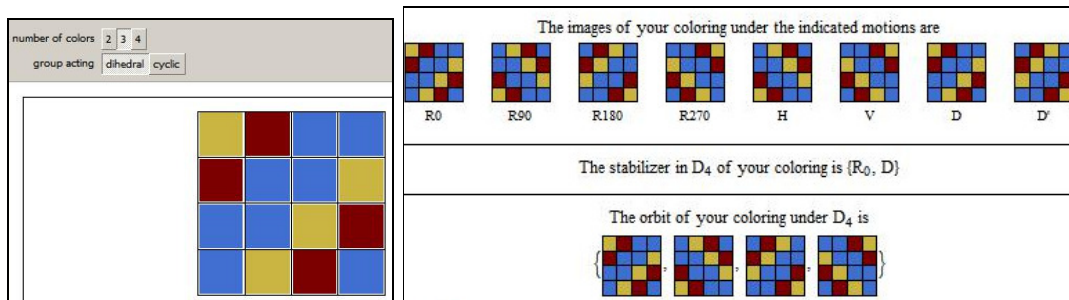 number of colors 2 3 4
group acting dihedral cyclic
The images of your coloring under the indicated motions are
R0 R90 R180 R270 H V D D'
The stabilizer in D₄ of your coloring is {R₀, D}
The orbit of your coloring under D₄ is
{ , , , }